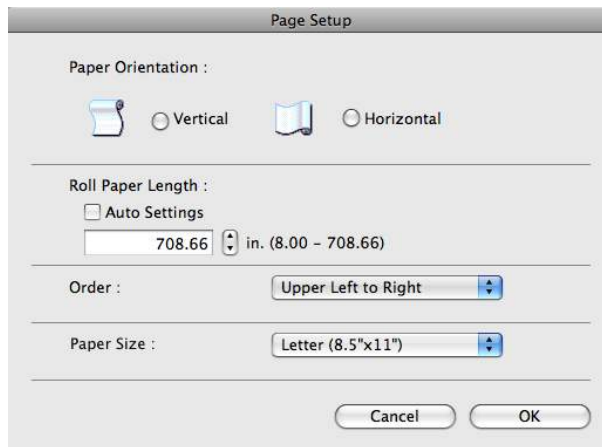 Page Setup
Paper Orientation :
Vertical Horizontal
Roll Paper Length :
Auto Settings
708.66 in. (8.00 – 708.66)
Order : Upper Left to Right
Paper Size : Letter (8.5"x11")
Cancel OK